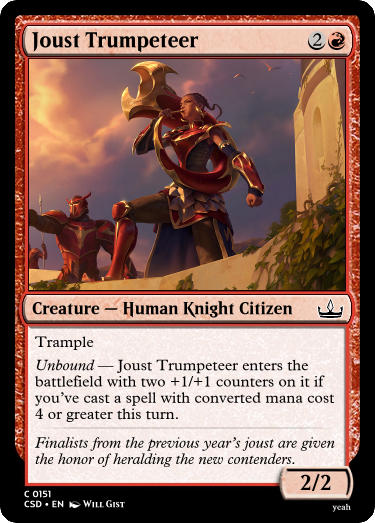 Joust Trumpeteer 2
Creature — Human Knight Citizen
Trample
Unbound — Joust Trumpeteer enters the
battlefield with two +1/+1 counters on it if
you've cast a spell with converted mana cost
4 or greater this turn.
Finalists from the previous year's joust are given
the honor of heralding the new contenders.
2/2
C 0151
CSD • EN Will Gist
yeah